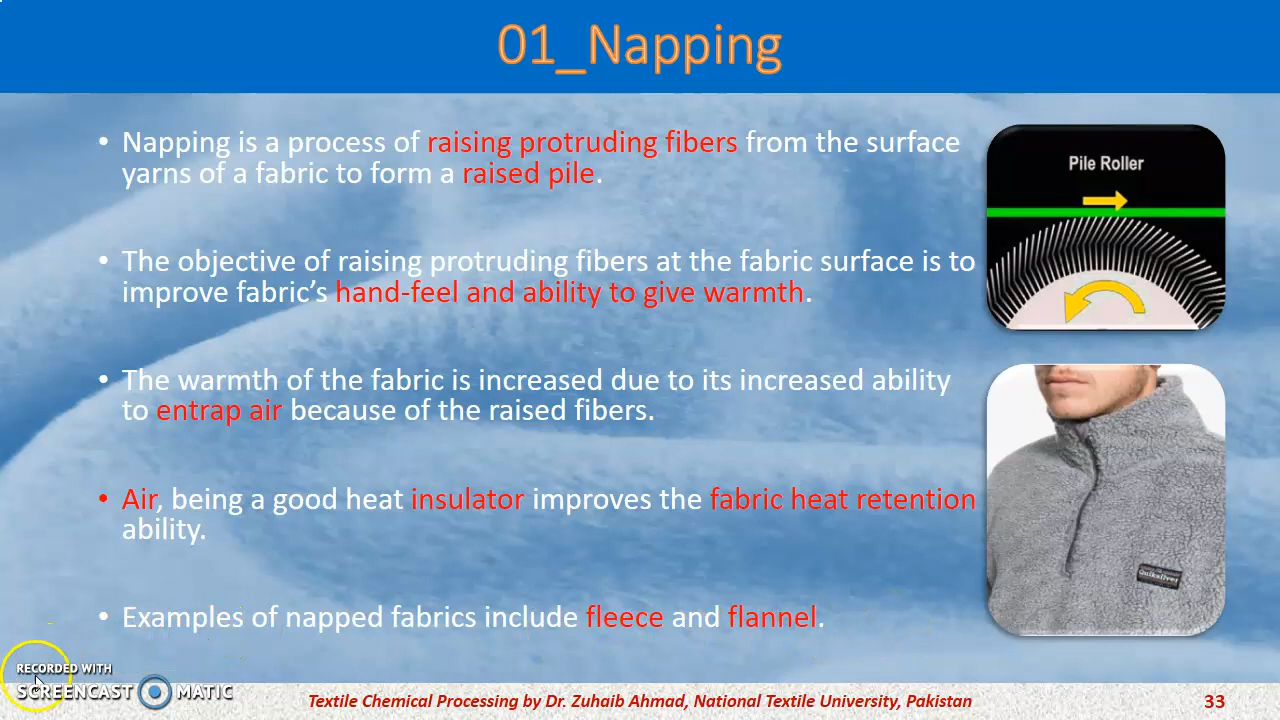 01_Napping
• Napping is a process of raising protruding fibers from the surface
yarns of a fabric to form a raised pile.
• The objective of raising protruding fibers at the fabric surface is to
improve fabric’s hand-feel and ability to give warmth.
• The warmth of the fabric is increased due to its increased ability
to entrap air because of the raised fibers.
• Air, being a good heat insulator improves the fabric heat retention
ability.
• Examples of napped fabrics include fleece and flannel.
Pile Roller
Quiksilver
RECORDED WITH
SCREENCAST MATIC
Textile Chemical Processing by Dr. Zuhaib Ahmad, National Textile University, Pakistan
33